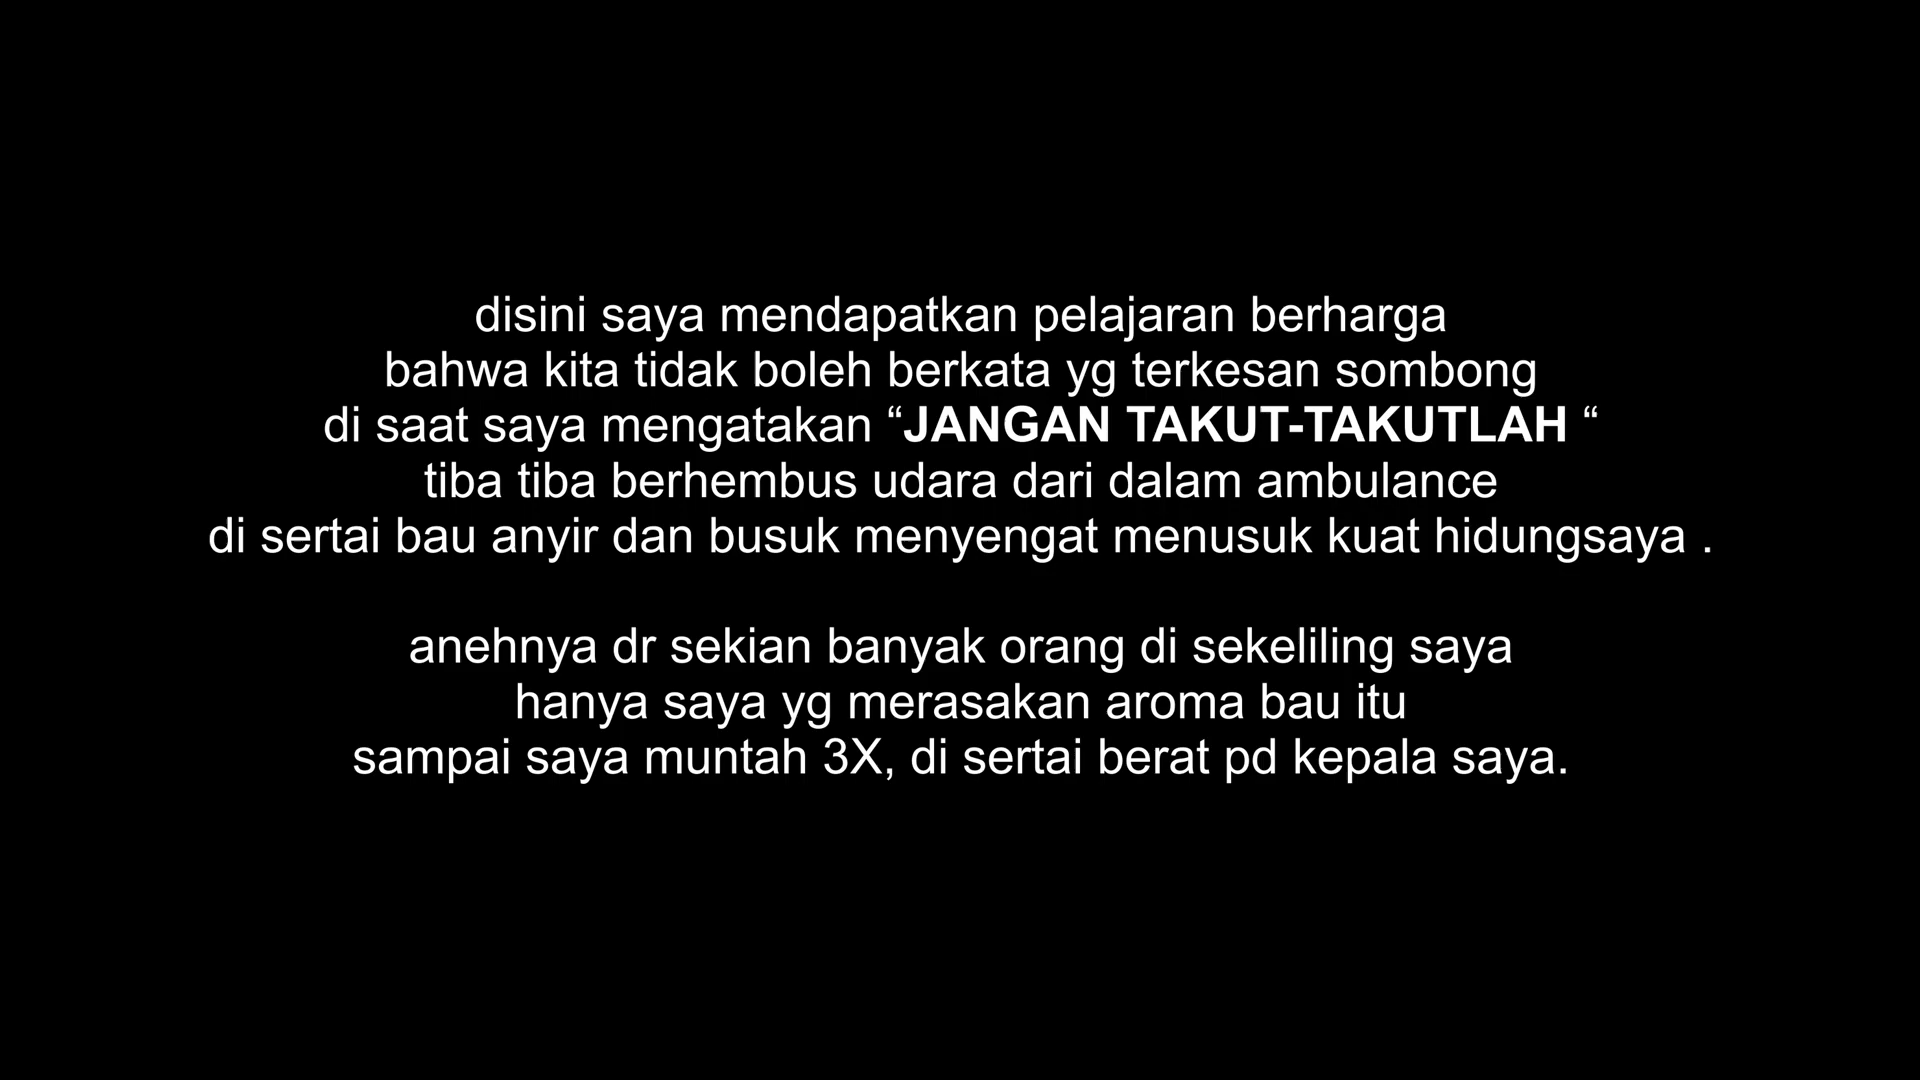 disini saya mendapatkan pelajaran berharga
bahwa kita tidak boleh berkata yg terkesan sombong
di saat saya mengatakan “JANGAN TAKUT-TAKUTLAH “
tiba tiba berhembus udara dari dalam ambulance
di sertai bau anyir dan busuk menyengat menusuk kuat hidungsaya .
anehnya dr sekian banyak orang di sekeliling saya
hanya saya yg merasakan aroma bau itu
sampai saya muntah 3X, di sertai berat pd kepala saya.